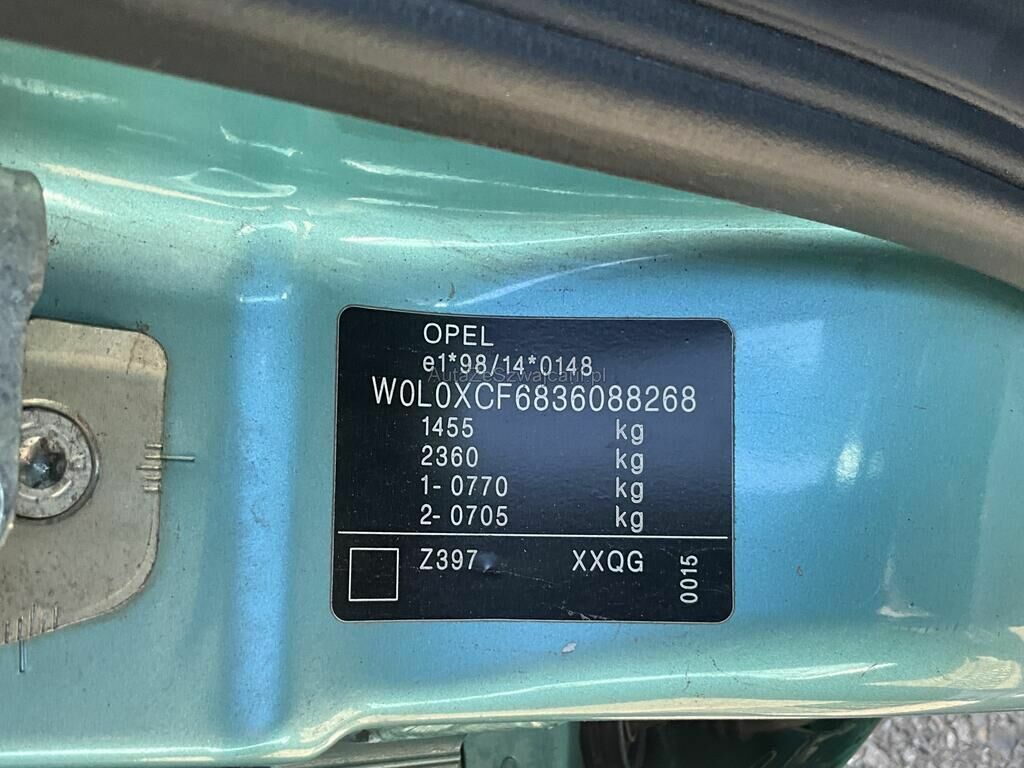 OPEL
e1*98/14*0148
AutazeSzwajcarii.pl
W0L0XCF6836088268
1455 kg
2360 kg
1- 0770 kg
2- 0705 kg
Z397 XXQG
0015